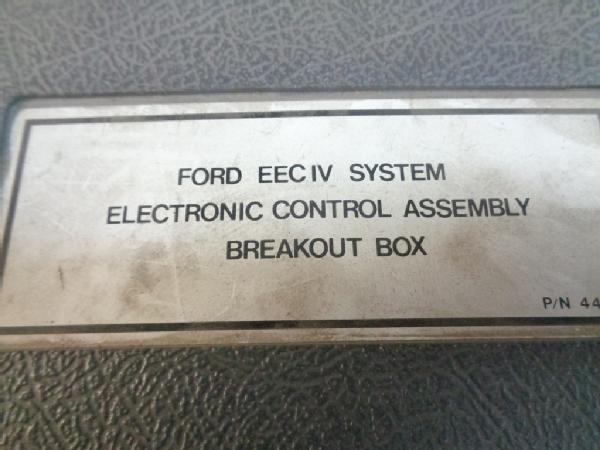 FORD EEC IV SYSTEM
ELECTRONIC CONTROL ASSEMBLY
BREAKOUT BOX
P/N 44